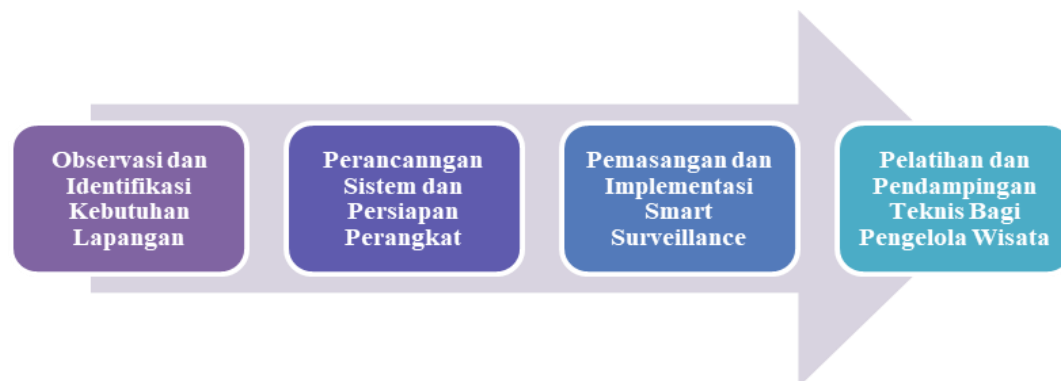 Observasi dan
Identifikasi
Kebutuhan
Lapangan
Perancanngan
Sistem dan
Persiapan
Perangkat
Pemasangan dan
Implementasi
Smart
Surveillance
Pelatihan dan
Pendampingan
Teknis Bagi
Pengelola Wisata